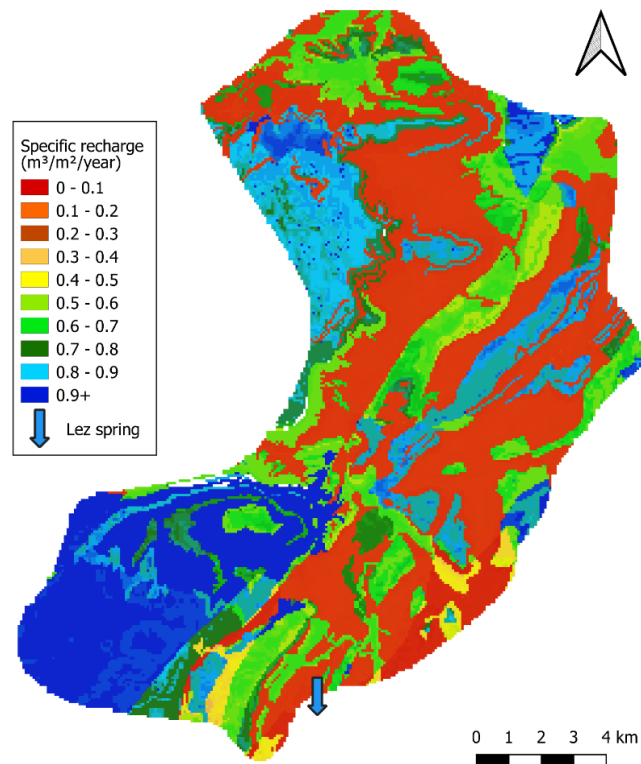 Specific recharge
(m³/m²/year)
0 - 0.1
0.1 - 0.2
0.2 - 0.3
0.3 - 0.4
0.4 - 0.5
0.5 - 0.6
0.6 - 0.7
0.7 - 0.8
0.8 - 0.9
0.9+
Lez spring
0 1 2 3 4 km